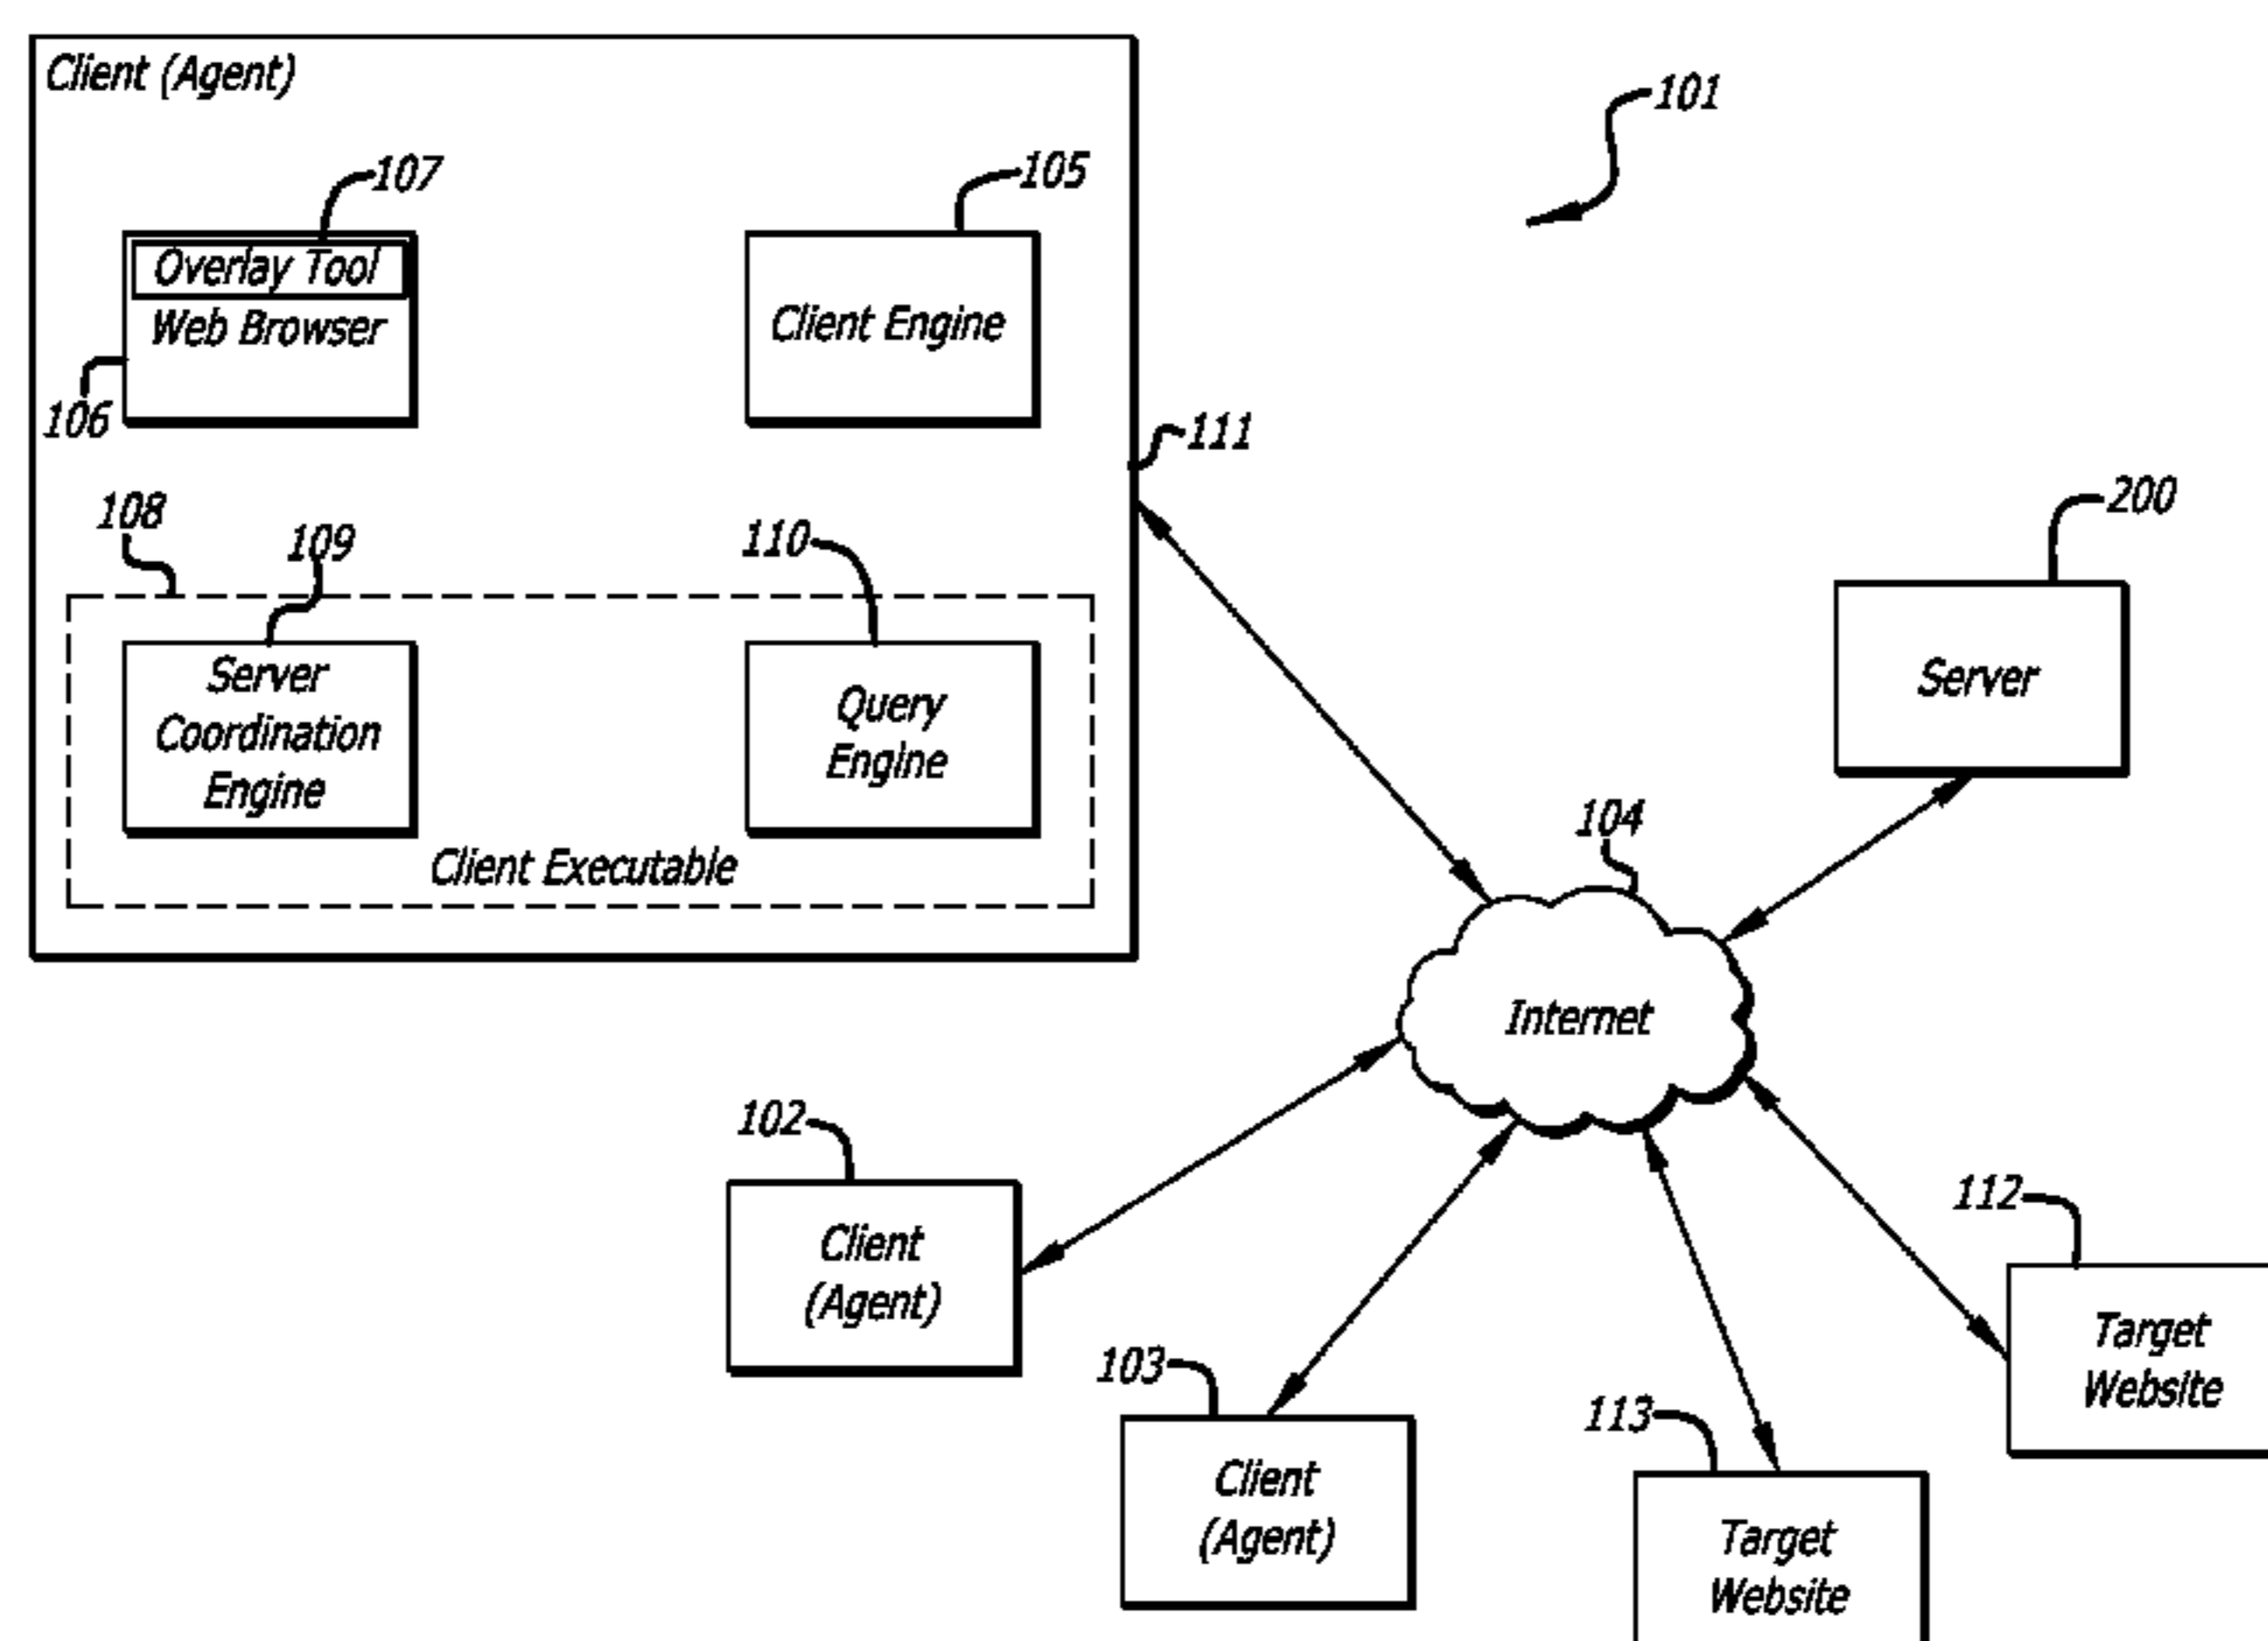 Client (Agent)
101
107
105
Overlay Tool
Web Browser
Client Engine
106
111
108
109
110
200
Server
Coordination
Engine
Query
Engine
Server
Client Executable
104
Internet
102
Client
(Agent)
112
Target
Website
103
Client
(Agent)
113
Target
Website